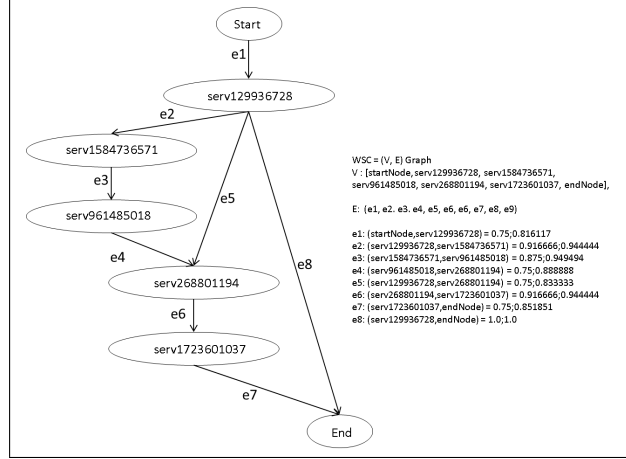 Start
e1
serv129936728
e2
serv1584736571
e3
e5
serv961485018
e4
e8
serv268801194
e6
serv1723601037
e7
End
WSC = (V, E) Graph
V : [startNode,serv129936728, serv1584736571,
serv961485018, serv268801194, serv1723601037, endNode],
E: (e1, e2. e3. e4, e5, e6, e6, e7, e8, e9)
e1: (startNode,serv129936728) = 0.75;0.816117
e2: (serv129936728,serv1584736571) = 0.916666;0.944444
e3: (serv1584736571,serv961485018) = 0.875;0.949494
e4: (serv961485018,serv268801194) = 0.75;0.888888
e5: (serv129936728,serv268801194) = 0.75;0.833333
e6: (serv268801194,serv1723601037) = 0.916666;0.944444
e7: (serv1723601037,endNode) = 0.75;0.851851
e8: (serv129936728,endNode) = 1.0;1.0